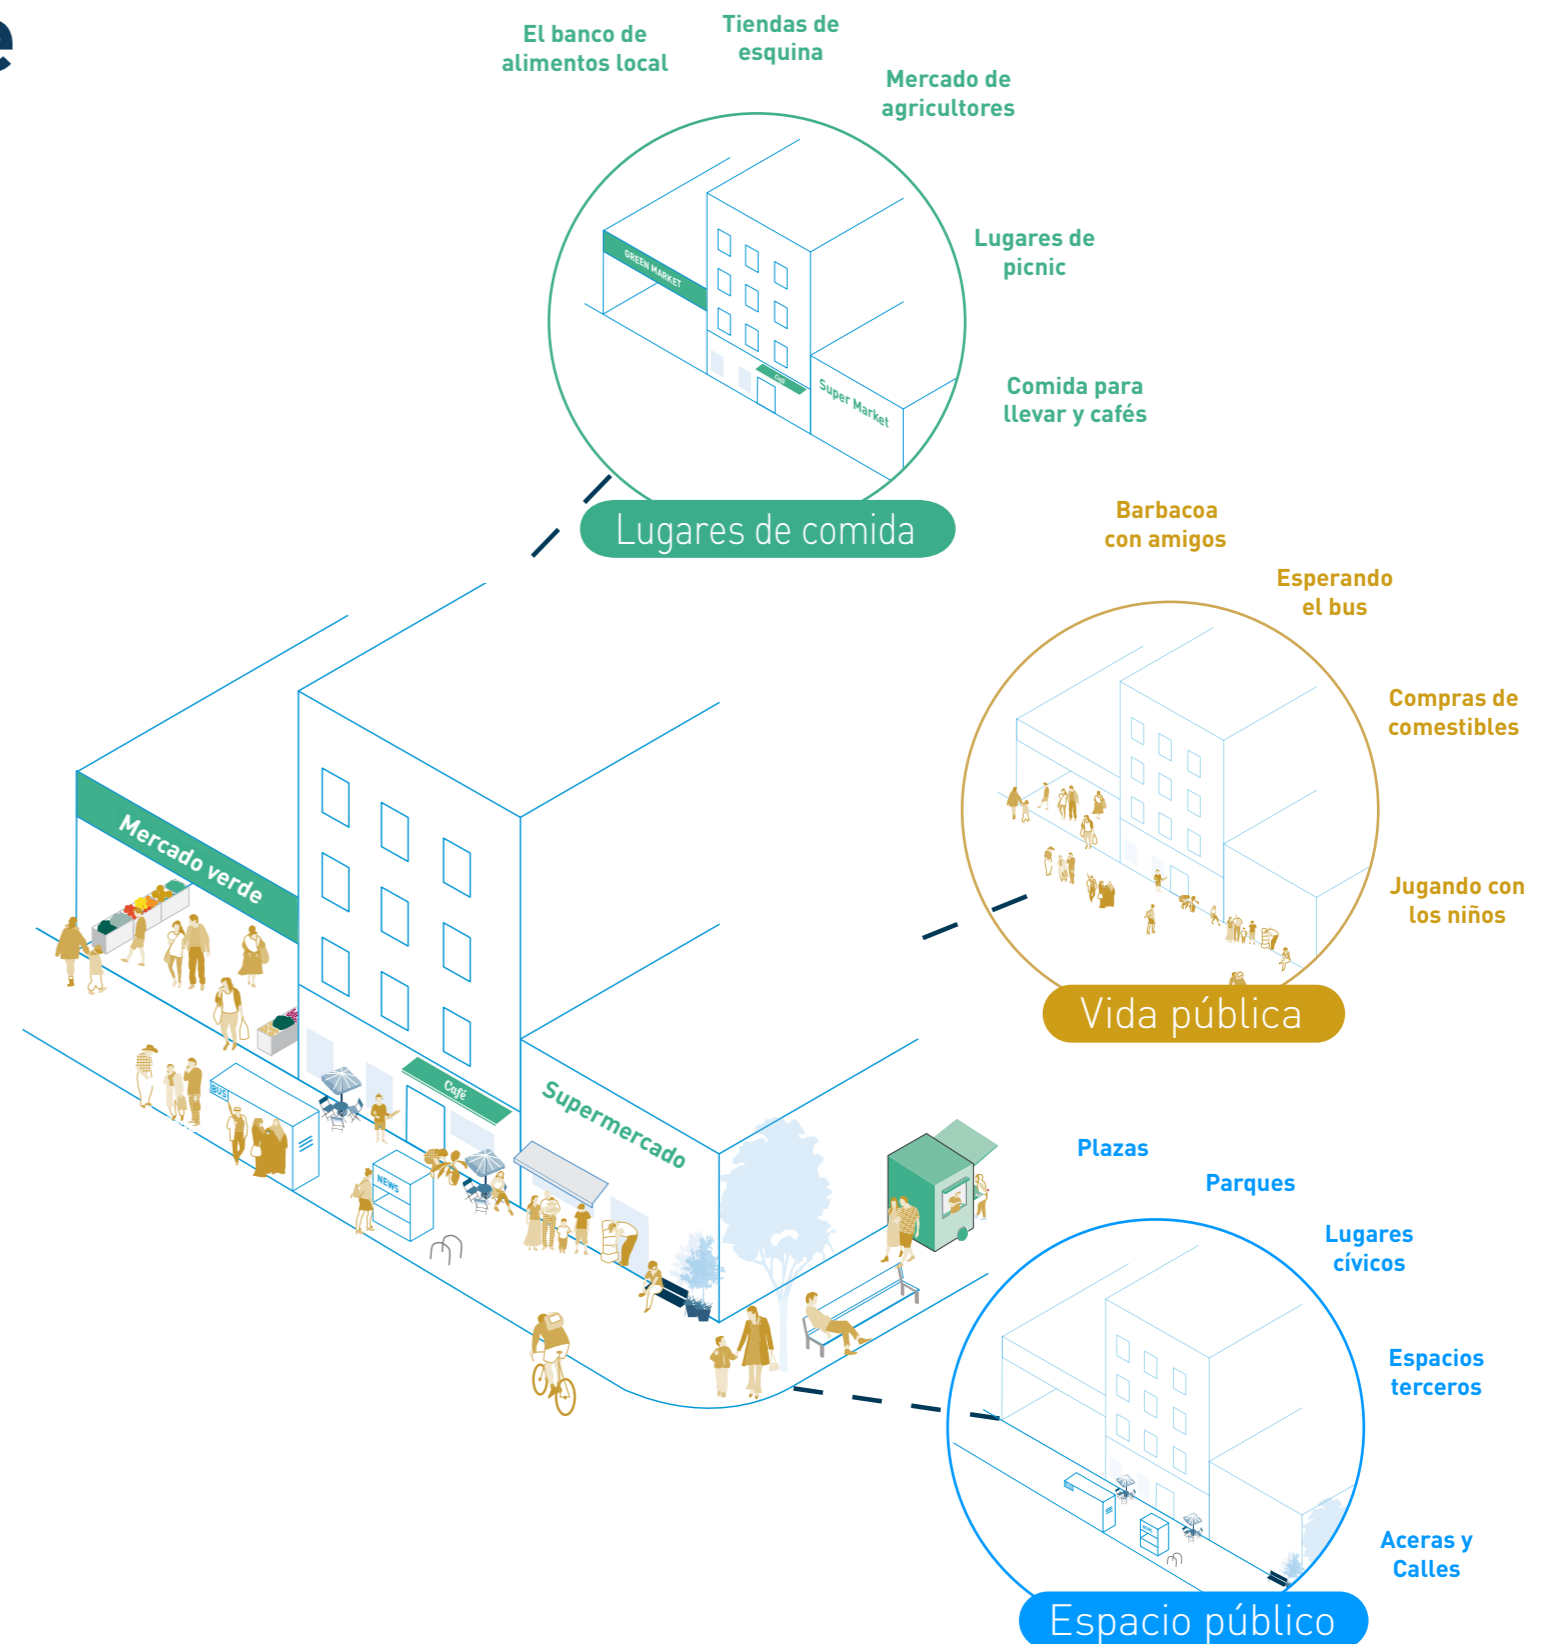 e
El banco de
alimentos local
Tiendas de
esquina
Mercado de
agricultores
Lugares de
picnic
Comida para
llevar y cafés
GREEN MARKET
Café
Super Market
Lugares de comida
Barbacoa
con amigos
Esperando
el bus
Compras de
comestibles
Jugando con
los niños
Vida pública
Mercado verde
BUS
Café
NEWS
Supermercado
Plazas
Parques
Lugares
cívicos
Espacios
terceros
Aceras y
Calles
NEWS
Espacio público